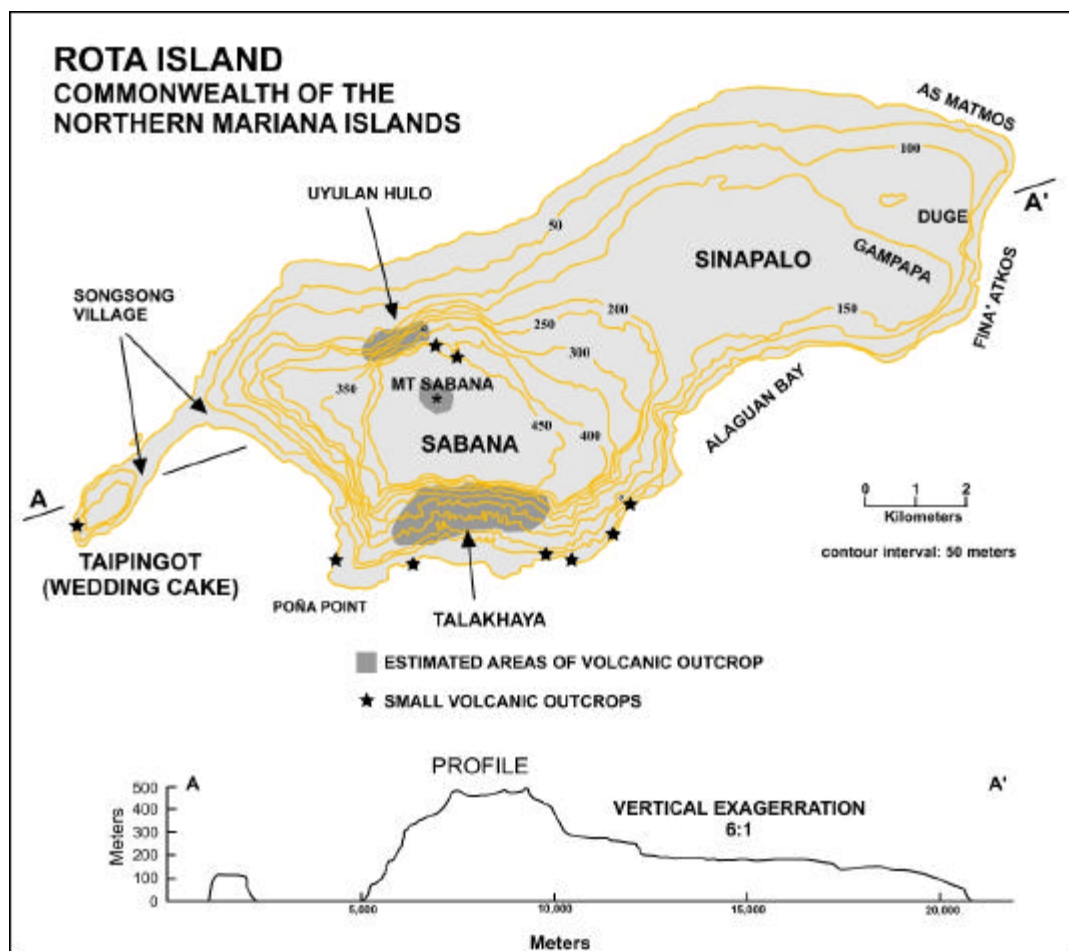 ROTA ISLAND
COMMONWEALTH OF THE
NORTHERN MARIANA ISLANDS
AS MATMOS
100
UYULAN HULO
A'
DUGE
50
SINAPALO
GAMPAPA
FINA' ATKOS
SONGSONG
VILLAGE
150
200
250
300
MT SABANA
350
ALAGUAN BAY
450
400
SABANA
A
0 1 2
Kilometers
contour interval: 50 meters
TAIPINGOT
(WEDDING CAKE)
POÑA POINT
TALAKHAYA
ESTIMATED AREAS OF VOLCANIC OUTCROP
SMALL VOLCANIC OUTCROPS
PROFILE
A
A'
500
400
300
200
100
0
Meters
VERTICAL EXAGERRATION
6:1
5,000
10,000
15,000
20,000
Meters